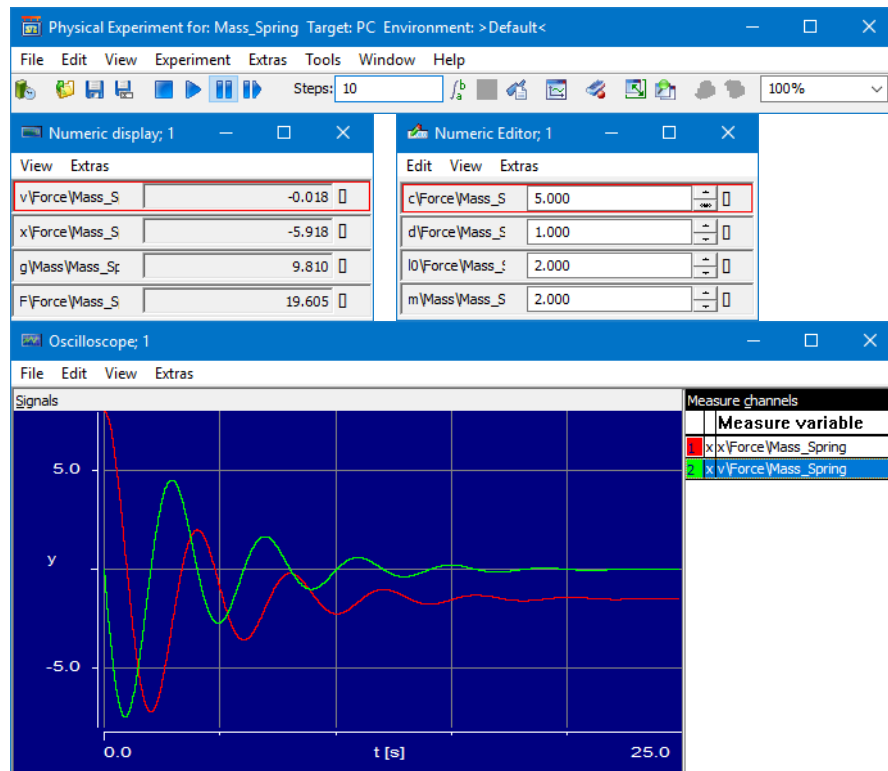 Physical Experiment for: Mass_Spring Target: PC Environment: >Default<
File Edit View Experiment Extras Tools Window Help
Steps: 10 100%
Numeric display; 1
View Extras
v\Force\Mass_S -0.018
x\Force\Mass_S -5.918
g\Mass\Mass_Sp 9.810
F\Force\Mass_S 19.605
Numeric Editor; 1
Edit View Extras
c\Force\Mass_S 5.000
d\Force\Mass_S 1.000
l0\Force\Mass_S 2.000
m\Mass\Mass_S 2.000
Oscilloscope; 1
File Edit View Extras
Signals
5.0
y
-5.0
0.0 t [s] 25.0
Measure channels
Measure variable
1 x x\Force\Mass_Spring
2 x v\Force\Mass_Spring